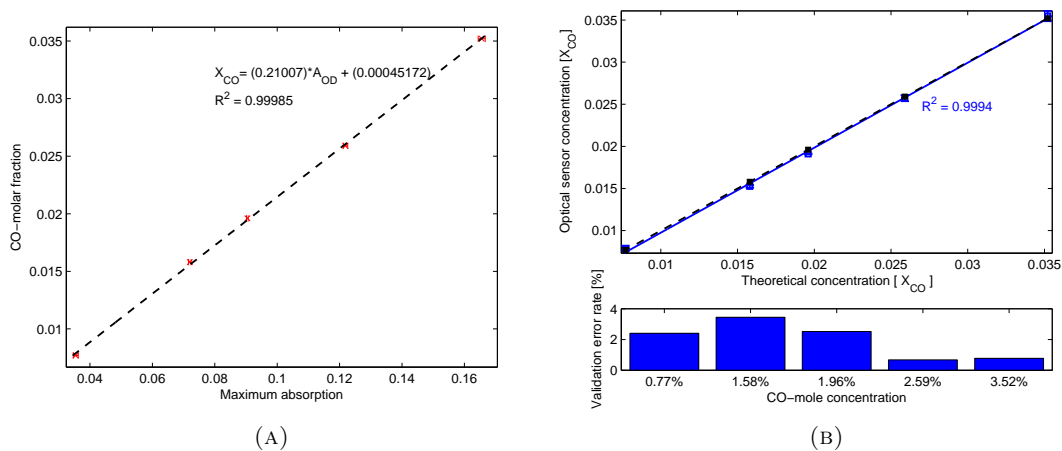 0.035
0.03
0.025
0.02
0.015
0.01
CO−molar fraction
X_CO= (0.21007)*A_OD + (0.00045172)
R^2 = 0.99985
0.04 0.06 0.08 0.1 0.12 0.14 0.16
Maximum absorption
(A)
0.035
0.03
0.025
0.02
0.015
0.01
Optical sensor concentration [X_CO]
R^2 = 0.9994
0.01 0.015 0.02 0.025 0.03 0.035
Theoretical concentration [ X_CO ]
4
2
0
Validation error rate [%]
0.77% 1.58% 1.96% 2.59% 3.52%
CO−mole concentration
(B)